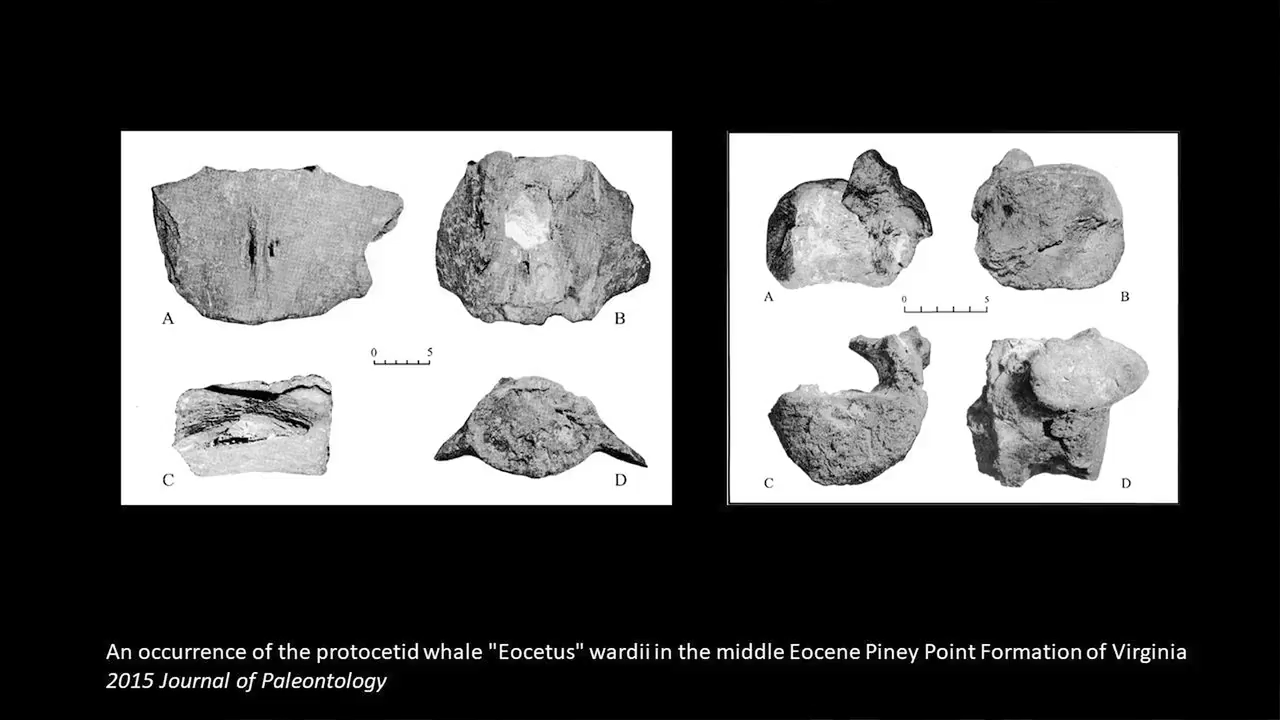 A
B
0 5
C
D
A
B
0 5
C
D
An occurrence of the protocetid whale "Eocetus" wardii in the middle Eocene Piney Point Formation of Virginia
2015 Journal of Paleontology